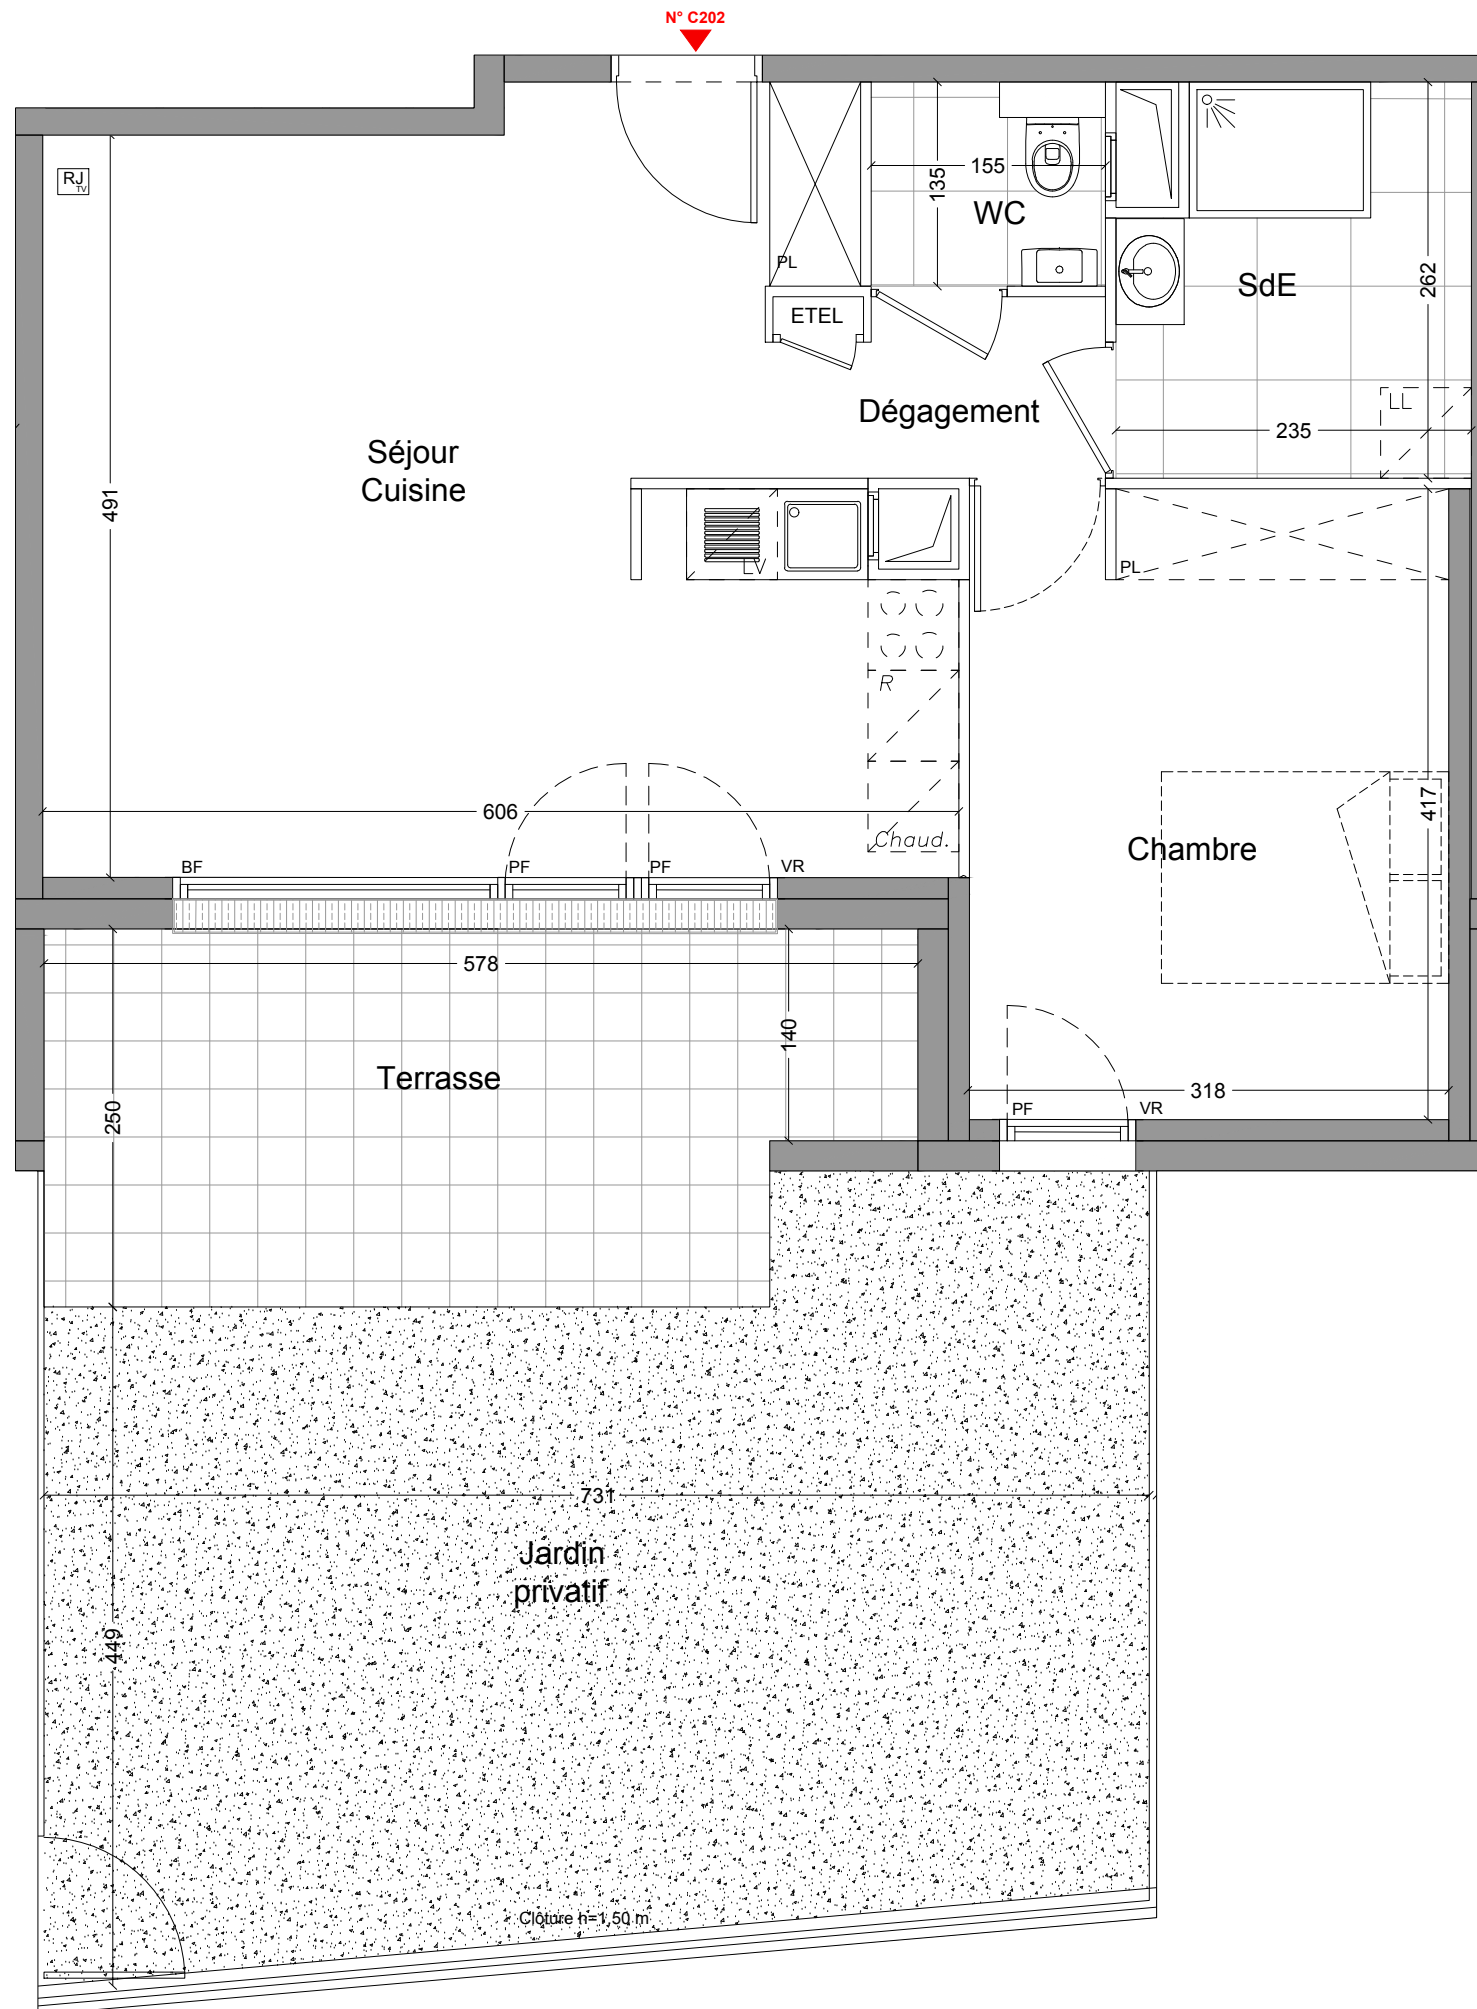 N° C202
RJ
TV
155
135
WC
PL
ETEL
SdE
262
Dégagement
LL
235
Séjour
Cuisine
491
LV
PL
R
606
Chaud.
417
Chambre
BF
PF
PF
VR
578
140
Terrasse
250
318
PF
VR
731
Jardin
privatif
449
Clôture h=1,50 m